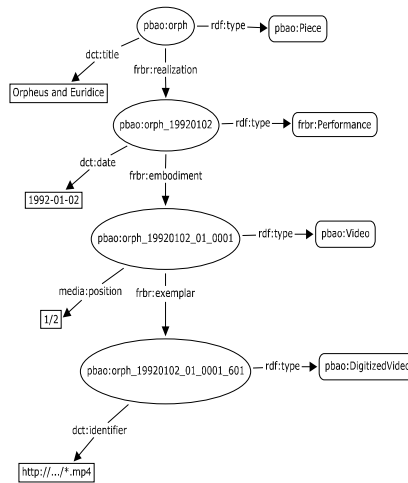 pbao:orph
rdf:type
pbao:Piece
dct:title
frbr:realization
Orpheus and Euridice
pbao:orph_19920102
rdf:type
frbr:Performance
dct:date
frbr:embodiment
1992-01-02
pbao:orph_19920102_01_0001
rdf:type
pbao:Video
media:position
frbr:exemplar
1/2
pbao:orph_19920102_01_0001_601
rdf:type
pbao:DigitizedVideo
dct:identifier
http://.../*.mp4